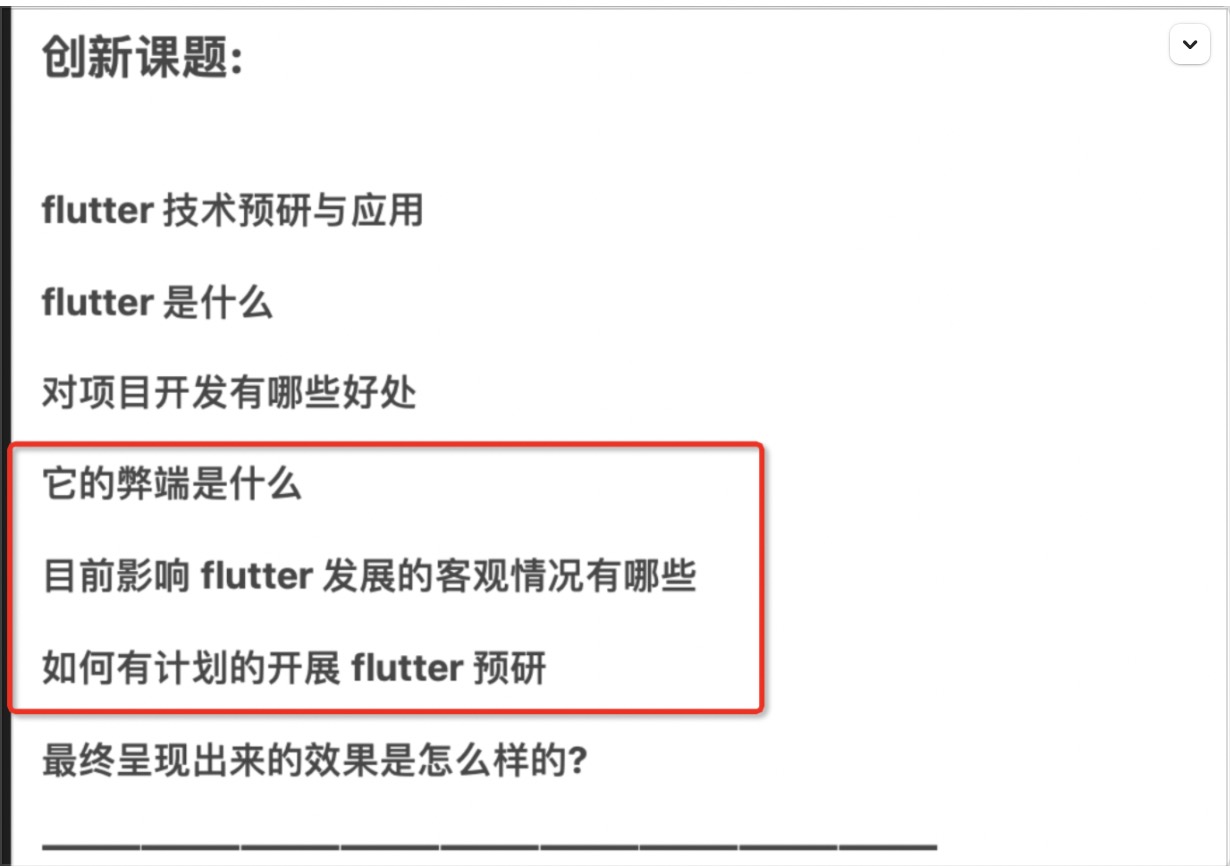 创新课题:
flutter 技术预研与应用
flutter 是什么
对项目开发有哪些好处
它的弊端是什么
目前影响 flutter 发展的客观情况有哪些
如何有计划的开展 flutter 预研
最终呈现出来的效果是怎么样的?